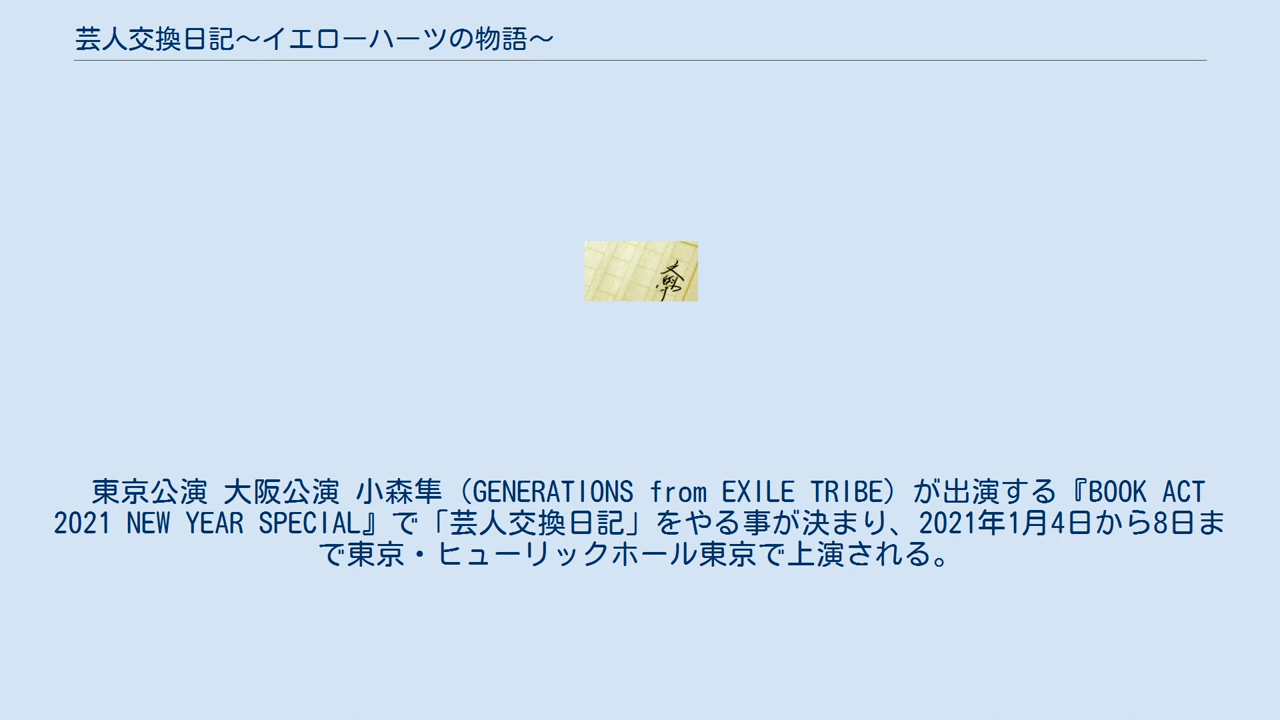 芸人交換日記〜イエローハーツの物語〜
東京公演 大阪公演 小森隼（GENERATIONS from EXILE TRIBE）が出演する『BOOK ACT
2021 NEW YEAR SPECIAL』で「芸人交換日記」をやる事が決まり、2021年1月4日から8日ま
で東京・ヒューリックホール東京で上演される。